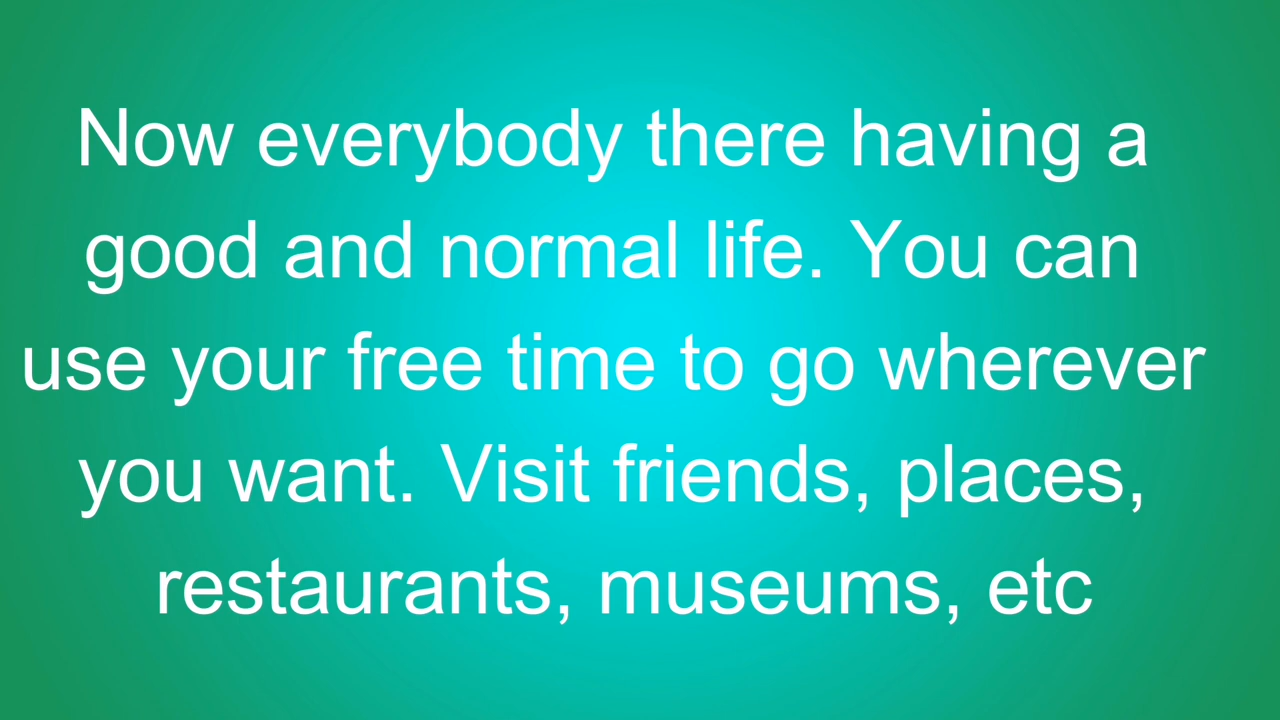 Now everybody there having a
good and normal life. You can
use your free time to go wherever
you want. Visit friends, places,
restaurants, museums, etc